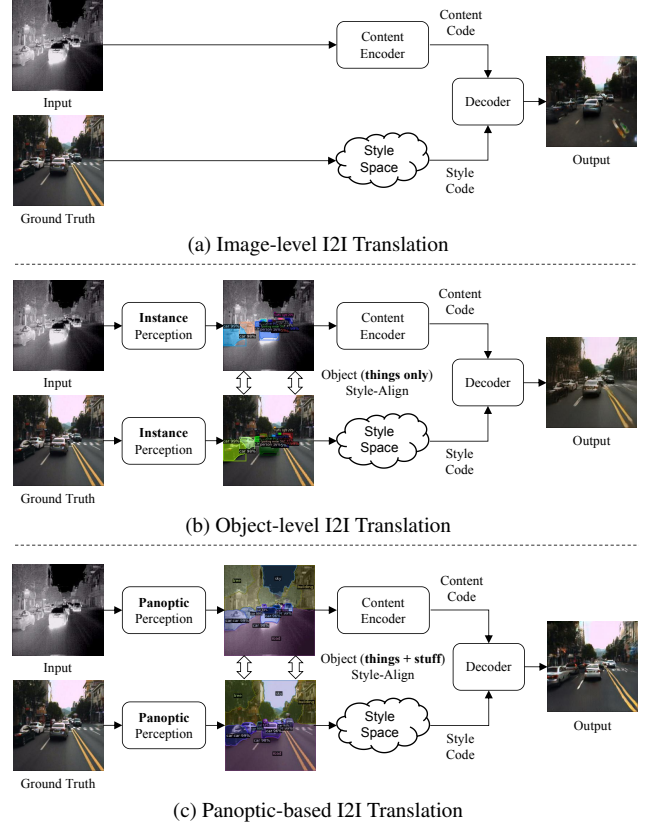 Content
Code
Content
Encoder
Input
Decoder
Style
Space
Output
Style
Code
Ground Truth
(a) Image-level I2I Translation
Content
Code
Instance
Perception
Content
Encoder
Input
Object (things only)
Style-Align
Decoder
Instance
Perception
Style
Space
Output
Style
Code
Ground Truth
(b) Object-level I2I Translation
Content
Code
Panoptic
Perception
Content
Encoder
Input
Object (things + stuff)
Style-Align
Decoder
Panoptic
Perception
Style
Space
Output
Style
Code
Ground Truth
(c) Panoptic-based I2I Translation